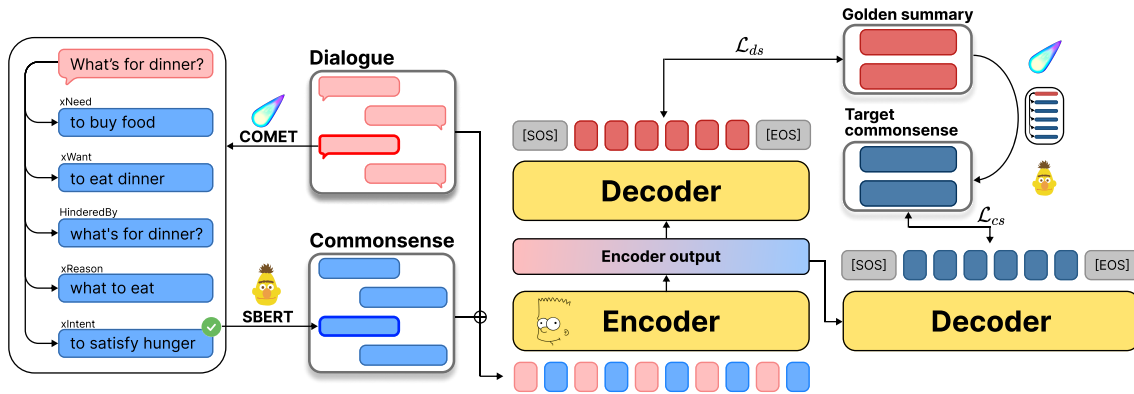 What's for dinner?
xNeed
to buy food
xWant
to eat dinner
HinderedBy
what's for dinner?
xReason
what to eat
xIntent
to satisfy hunger
COMET
SBERT
Dialogue
Commonsense
[SOS]
[EOS]
Decoder
Encoder output
Encoder
ℒds
Golden summary
Target
commonsense
ℒcs
[SOS]
[EOS]
Decoder